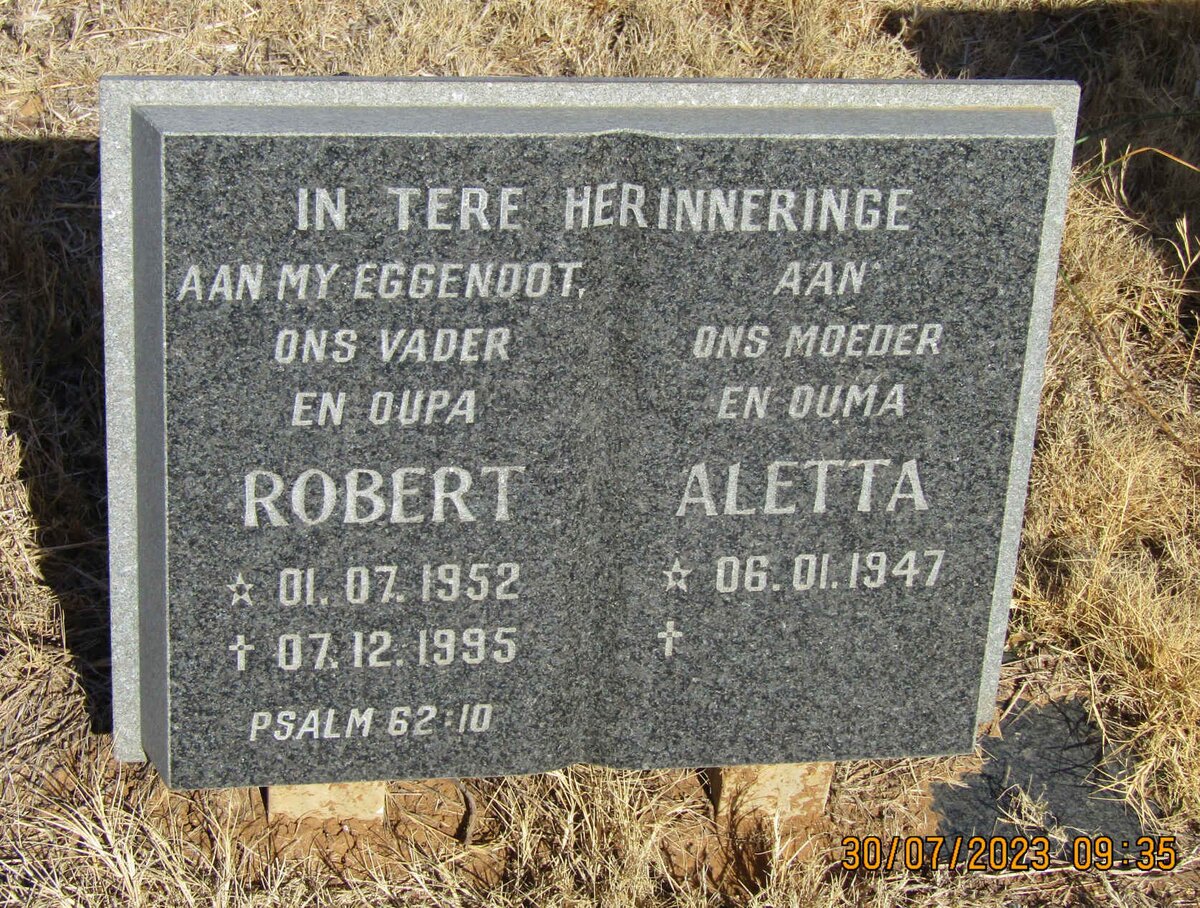 IN TERE HERINNERINGE
AAN MY EGGENOOT,
ONS VADER
EN OUPA
ROBERT
☆ 01.07.1952
† 07.12.1995
PSALM 62:10
AAN
ONS MOEDER
EN OUMA
ALETTA
☆ 06.01.1947
†
30/07/2023 09:35